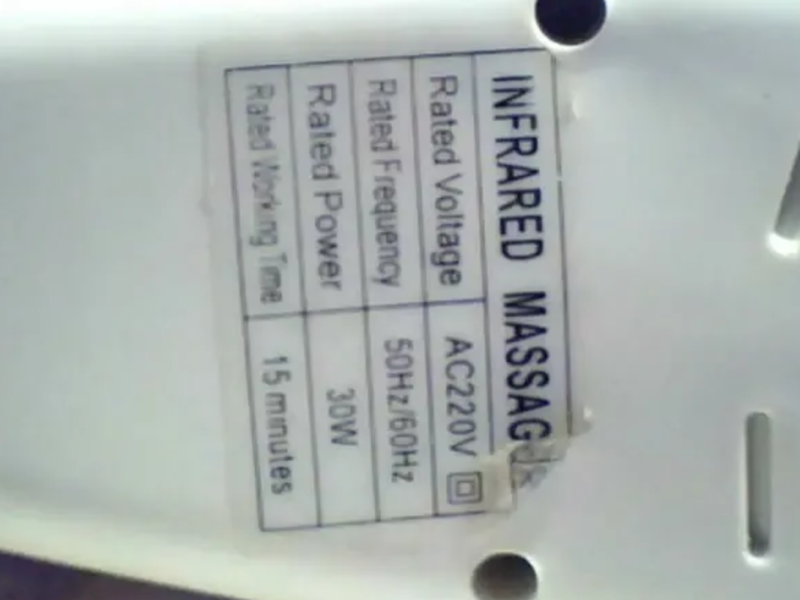 INFRARED MASSAG
Rated Voltage AC220V
Rated Frequency 50Hz/60Hz
Rated Power 30W
Rated Working Time 15 minutes